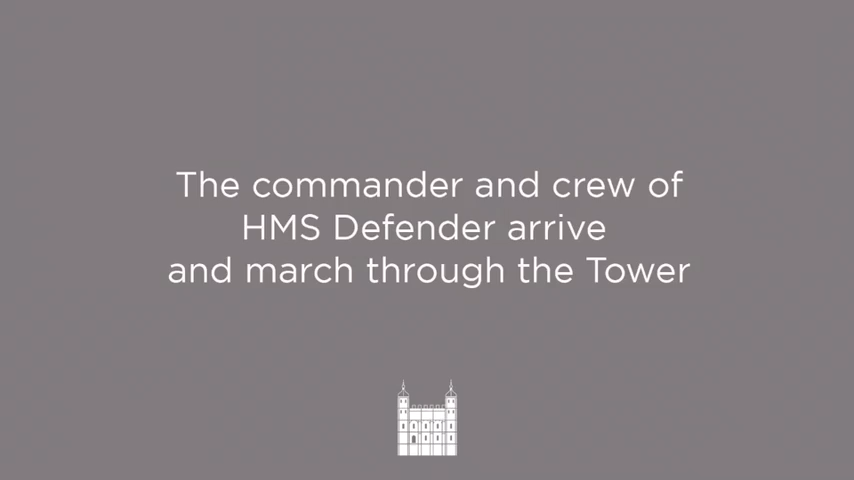 The commander and crew of
HMS Defender arrive
and march through the Tower